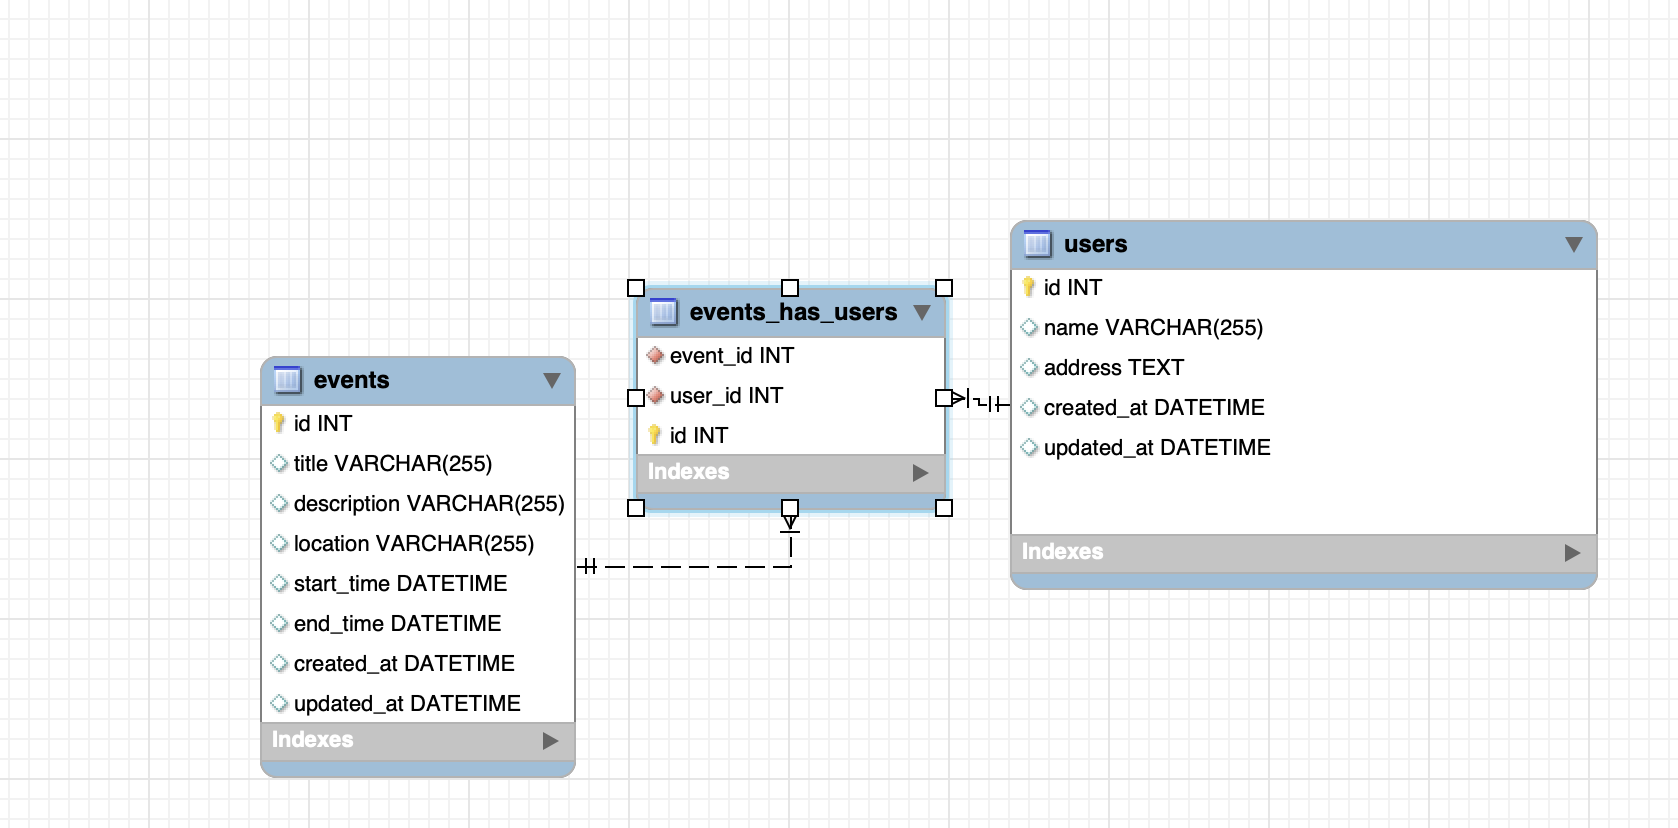 events
id INT
title VARCHAR(255)
description VARCHAR(255)
location VARCHAR(255)
start_time DATETIME
end_time DATETIME
created_at DATETIME
updated_at DATETIME
Indexes
events_has_users
event_id INT
user_id INT
id INT
Indexes
users
id INT
name VARCHAR(255)
address TEXT
created_at DATETIME
updated_at DATETIME
Indexes